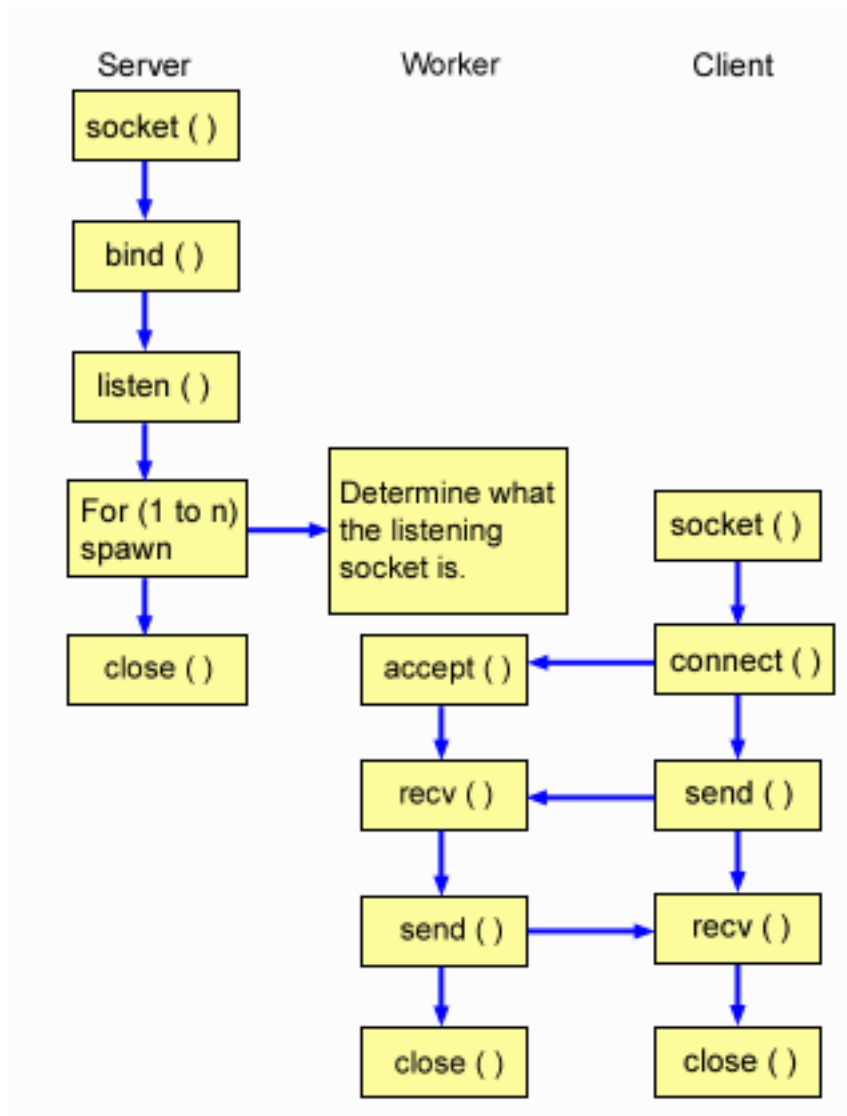 Server
Worker
Client
socket ( )
bind ( )
listen ( )
For (1 to n)
spawn
close ( )
Determine what
the listening
socket is.
accept ( )
recv ( )
send ( )
close ( )
socket ( )
connect ( )
send ( )
recv ( )
close ( )